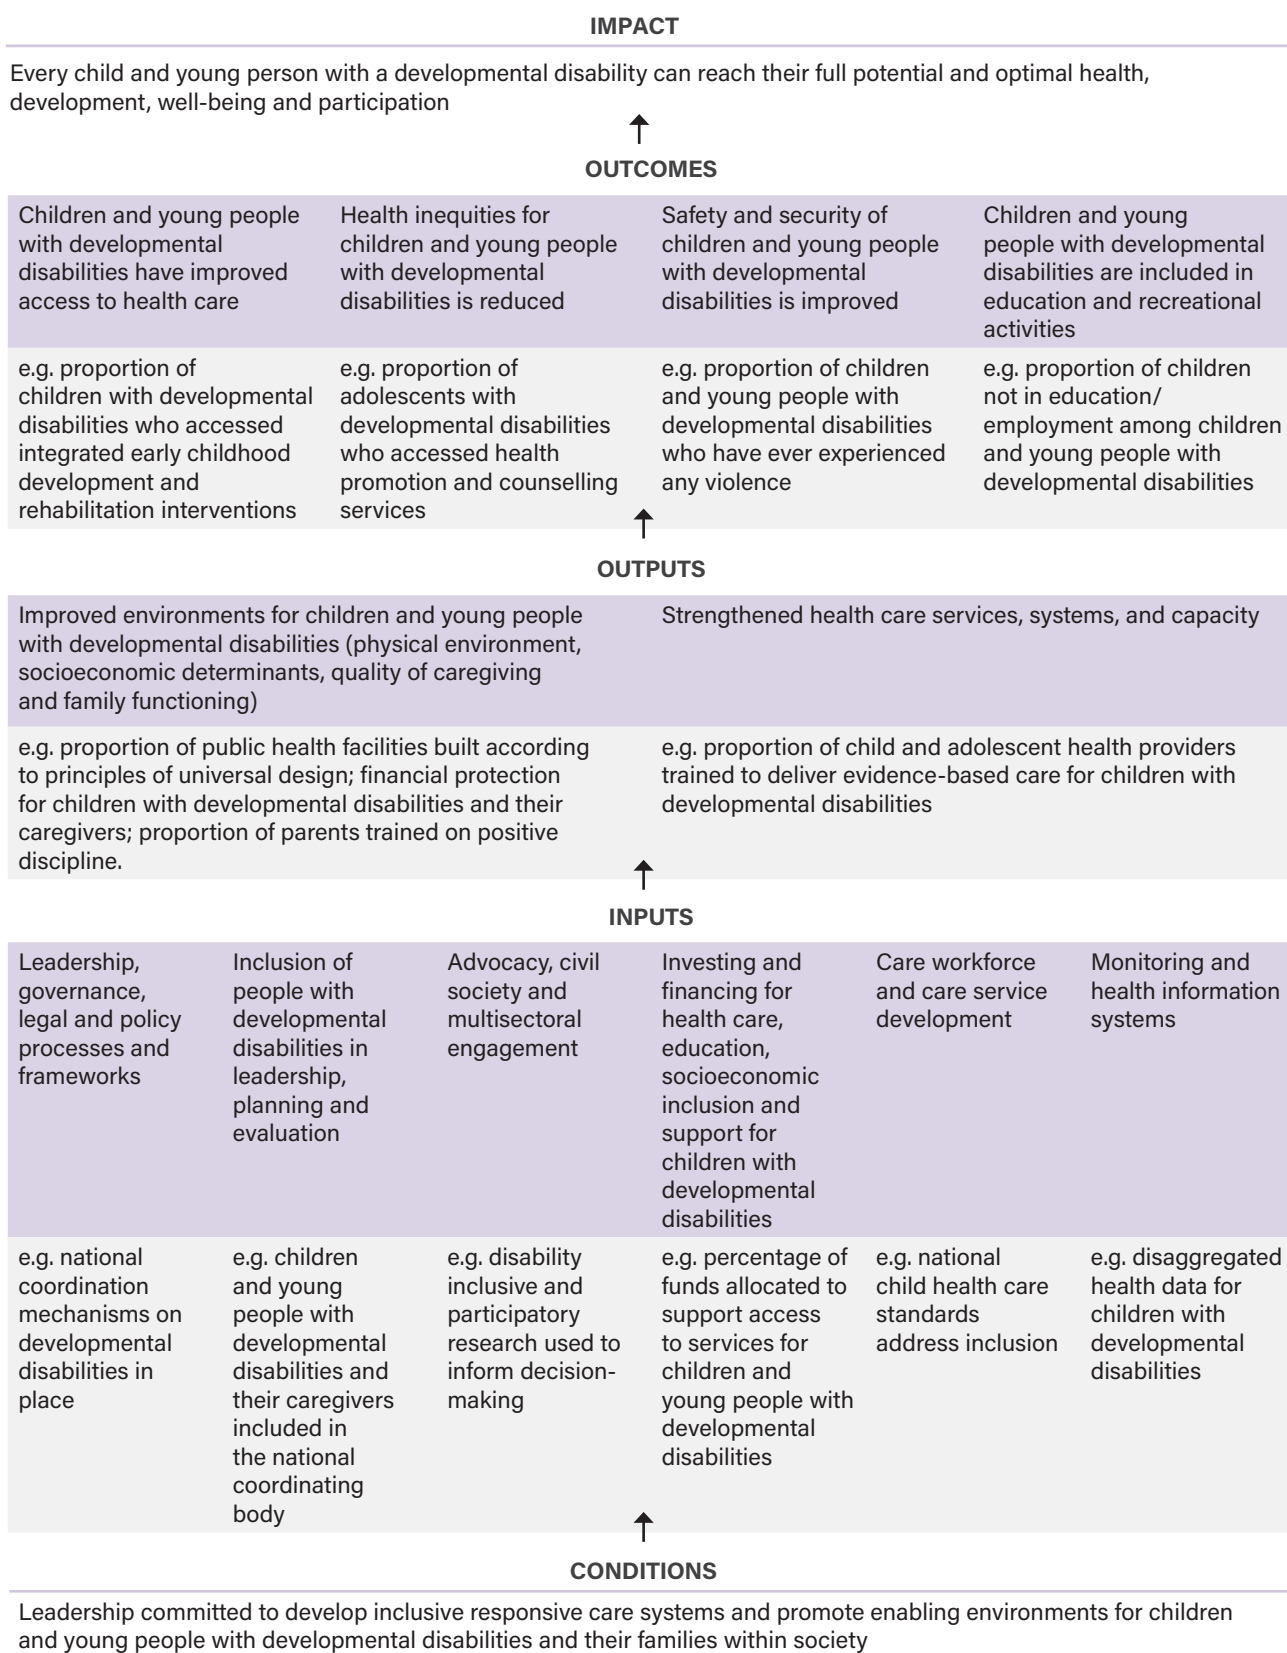 IMPACT
Every child and young person with a developmental disability can reach their full potential and optimal health,
development, well-being and participation
OUTCOMES
Children and young people
with developmental
disabilities have improved
access to health care
Health inequities for
children and young people
with developmental
disabilities is reduced
Safety and security of
children and young people
with developmental
disabilities is improved
Children and young
people with developmental
disabilities are included in
education and recreational
activities
e.g. proportion of
children with developmental
disabilities who accessed
integrated early childhood
development and
rehabilitation interventions
e.g. proportion of
adolescents with
developmental disabilities
who accessed health
promotion and counselling
services
e.g. proportion of children
and young people with
developmental disabilities
who have ever experienced
any violence
e.g. proportion of children
not in education/
employment among children
and young people with
developmental disabilities
OUTPUTS
Improved environments for children and young people
with developmental disabilities (physical environment,
socioeconomic determinants, quality of caregiving
and family functioning)
Strengthened health care services, systems, and capacity
e.g. proportion of public health facilities built according
to principles of universal design; financial protection
for children with developmental disabilities and their
caregivers; proportion of parents trained on positive
discipline.
e.g. proportion of child and adolescent health providers
trained to deliver evidence-based care for children with
developmental disabilities
INPUTS
Leadership,
governance,
legal and policy
processes and
frameworks
Inclusion of
people with
developmental
disabilities in
leadership,
planning and
evaluation
Advocacy, civil
society and
multisectoral
engagement
Investing and
financing for
health care,
education,
socioeconomic
inclusion and
support for
children with
developmental
disabilities
Care workforce
and care service
development
Monitoring and
health information
systems
e.g. national
coordination
mechanisms on
developmental
disabilities in
place
e.g. children
and young
people with
developmental
disabilities and
their caregivers
included in
the national
coordinating
body
e.g. disability
inclusive and
participatory
research used to
inform decision-
making
e.g. percentage of
funds allocated to
support access
to services for
children and
young people with
developmental
disabilities
e.g. national
child health care
standards
address inclusion
e.g. disaggregated
health data for
children with
developmental
disabilities
CONDITIONS
Leadership committed to develop inclusive responsive care systems and promote enabling environments for children
and young people with developmental disabilities and their families within society